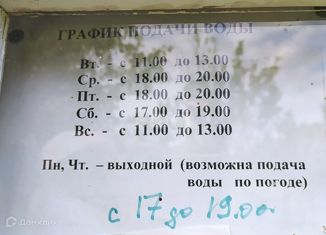 ГРАФИК ПОДАЧИ ВОДЫ
Вт. - с 11.00 до 13.00
Ср. - с 18.00 до 20.00
Пт. - с 18.00 до 20.00
Сб. - с 17.00 до 19.00
Вс. - с 11.00 до 13.00
Пн, Чт. – выходной (возможна подача
воды по погоде)
с 17 до 19.00
Домклик